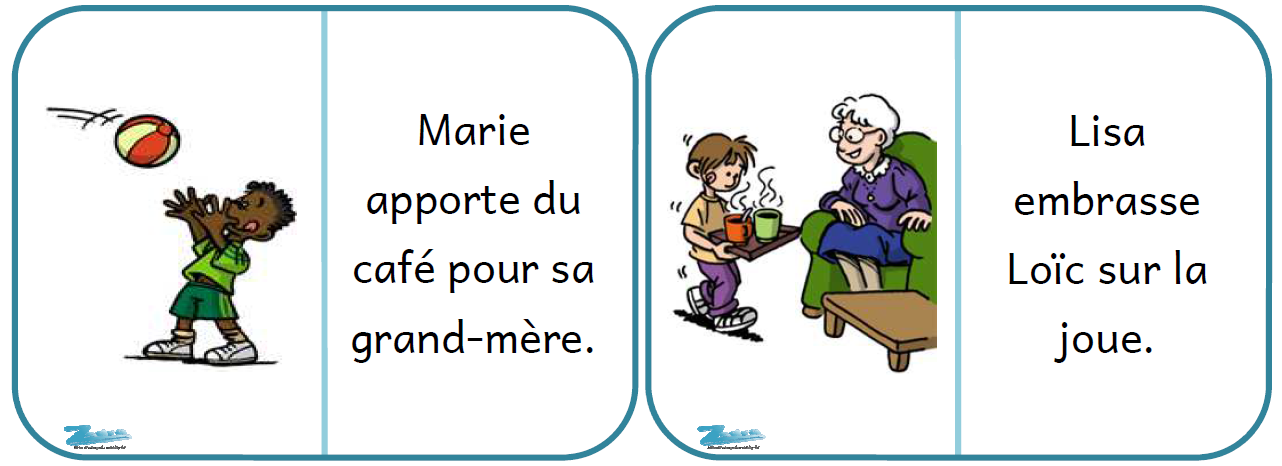 Marie
apporte du
café pour sa
grand-mère.
Lisa
embrasse
Loïc sur la
joue.